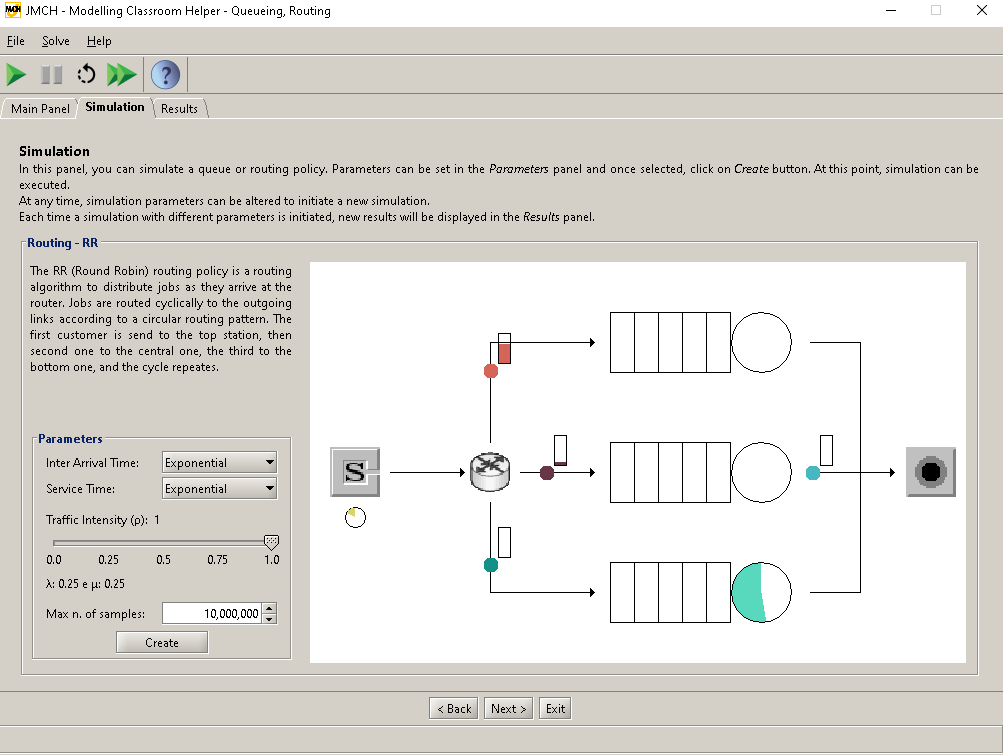 JMCH
JMCH - Modelling Classroom Helper - Queueing, Routing
File Solve Help
?
Main Panel Simulation Results
Simulation
In this panel, you can simulate a queue or routing policy. Parameters can be set in the Parameters panel and once selected, click on Create button. At this point, simulation can be
executed.
At any time, simulation parameters can be altered to initiate a new simulation.
Each time a simulation with different parameters is initiated, new results will be displayed in the Results panel.
Routing - RR
The RR (Round Robin) routing policy is a routing
algorithm to distribute jobs as they arrive at the
router. Jobs are routed cyclically to the outgoing
links according to a circular routing pattern. The
first customer is send to the top station, then
second one to the central one, the third to the
bottom one, and the cycle repeates.
Parameters
Inter Arrival Time: Exponential
Service Time: Exponential
Traffic Intensity (ρ): 1
0.0 0.25 0.5 0.75 1.0
λ: 0.25 e μ: 0.25
Max n. of samples: 10,000,000
Create
S
< Back Next > Exit